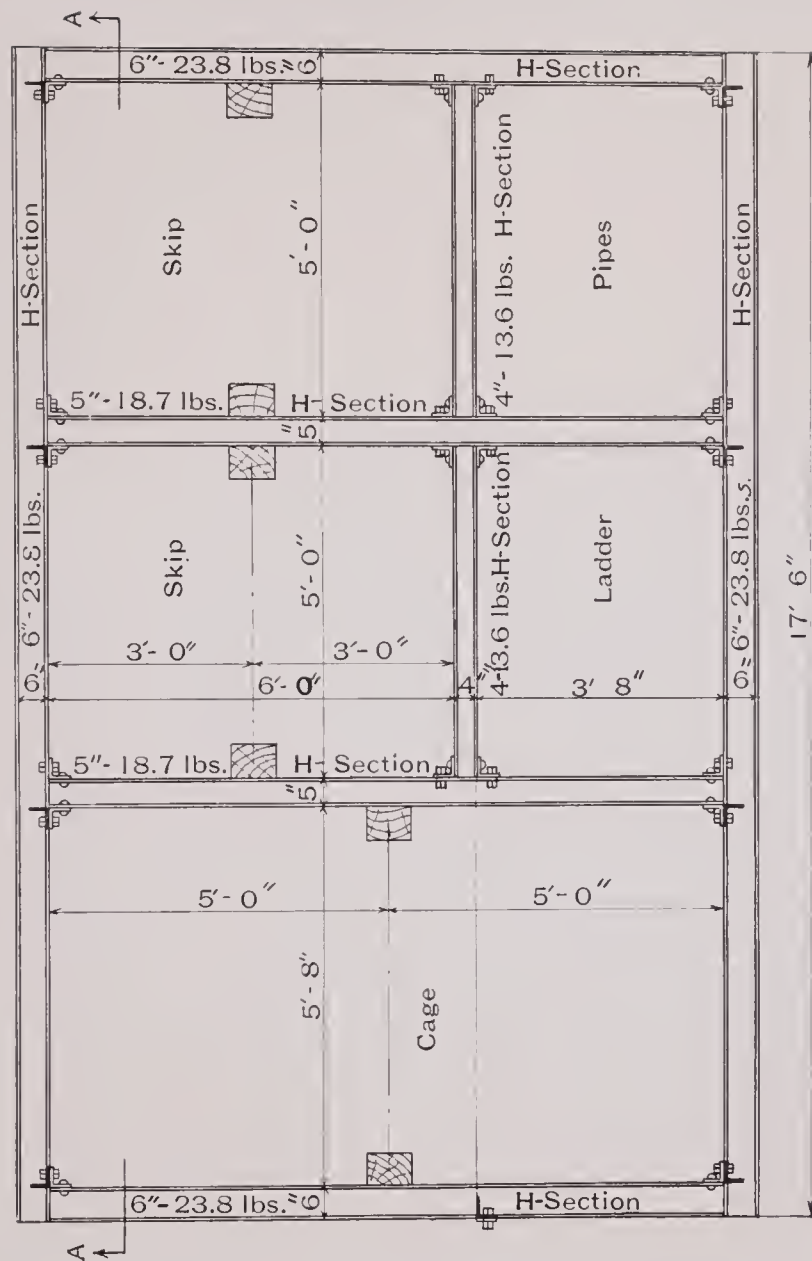 A
6"- 23.8 lbs.
6"
H-Section
H-Section
Skip
5'- 0"
4"- 13.6 lbs. H-Section
Pipes
H-Section
5"- 18.7 lbs.
H- Section
5"
6"
6"- 23.8 lbs.
Skip
5'- 0"
4-13.6 lbs. H-Section
Ladder
6"
6"- 23.8 lbs.
17' 6"
3'- 0"
3'- 0"
6'- 0"
4"
3' 8"
5"- 18.7 lbs.
H- Section
5"
5'- 0"
5'- 0"
5'- 8"
Cage
6"- 23.8 lbs.
6"
H-Section
A